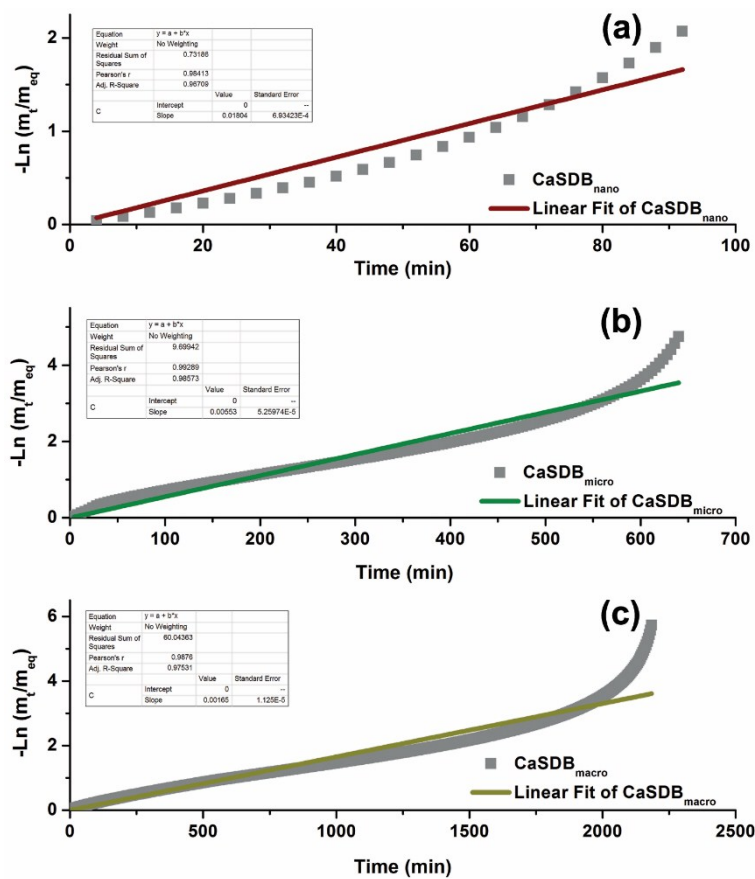 (a)
Equation y = a + b*x
Weight No Weighting
Residual Sum of Squares 0.73186
Pearson's r 0.98413
Adj. R-Square 0.96709
Value Standard Error
C Intercept 0 --
Slope 0.01804 6.93423E-4
2
1
0
-Ln (mt/meq)
CaSDBnano
Linear Fit of CaSDBnano
0 20 40 60 80 100
Time (min)
(b)
Equation y = a + b*x
Weight No Weighting
Residual Sum of Squares 9.69942
Pearson's r 0.99289
Adj. R-Square 0.98573
Value Standard Error
C Intercept 0 --
Slope 0.00553 5.25974E-5
4
2
0
-Ln (mt/meq)
CaSDBmicro
Linear Fit of CaSDBmicro
0 100 200 300 400 500 600 700
Time (min)
(c)
Equation y = a + b*x
Weight No Weighting
Residual Sum of Squares 60.04363
Pearson's r 0.9876
Adj. R-Square 0.97531
Value Standard Error
C Intercept 0 --
Slope 0.00165 1.125E-5
6
4
2
0
-Ln (mt/meq)
CaSDBmacro
Linear Fit of CaSDBmacro
0 500 1000 1500 2000 2500
Time (min)